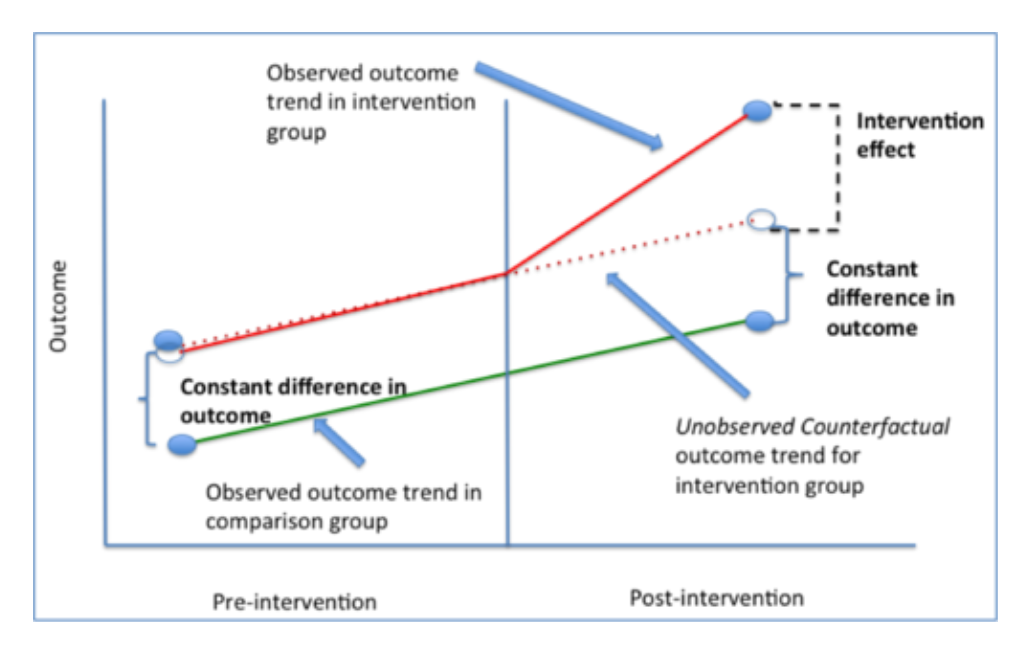 Observed outcome
trend in intervention
group
Intervention
effect
Outcome
Constant
difference in
outcome
Constant difference in
outcome
Unobserved Counterfactual
outcome trend for
intervention group
Observed outcome trend in
comparison group
Pre-intervention
Post-intervention